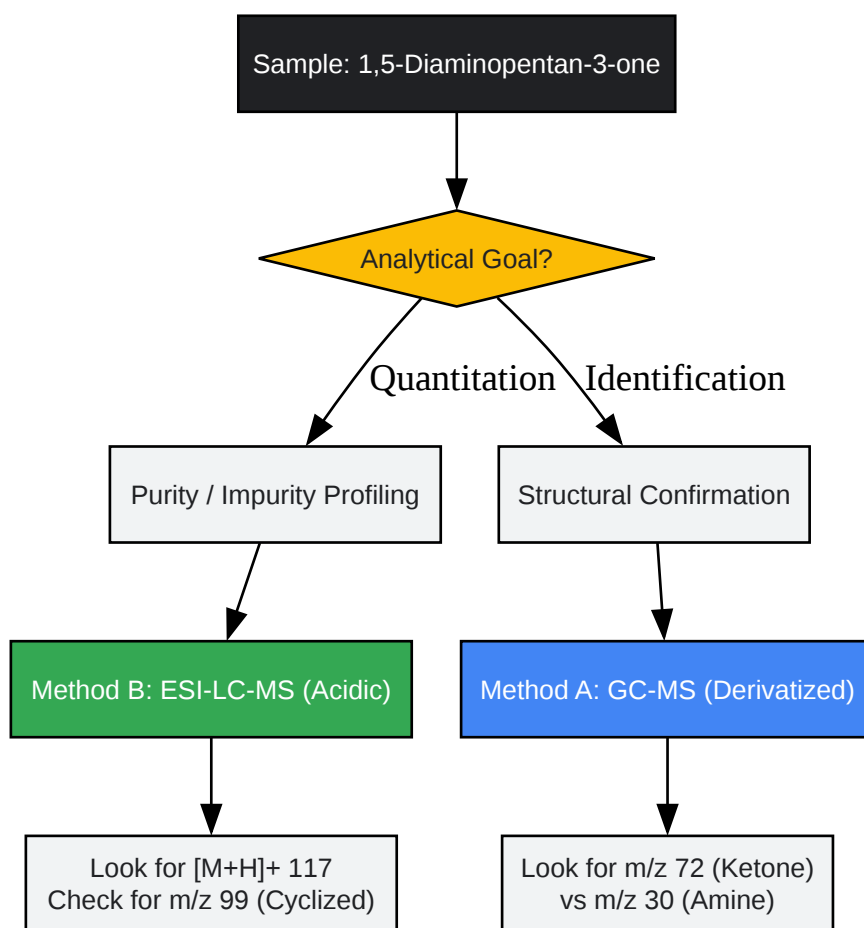 Sample: 1,5-Diaminopentan-3-one
Analytical Goal?
Quantitation
Identification
Purity / Impurity Profiling
Structural Confirmation
Method B: ESI-LC-MS (Acidic)
Method A: GC-MS (Derivatized)
Look for [M+H]+ 117
Check for m/z 99 (Cyclized)
Look for m/z 72 (Ketone)
vs m/z 30 (Amine)